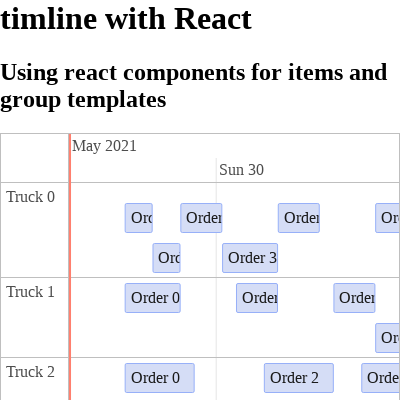 timline with React
Using react components for items and
group templates
May 2021
Sun 30
Truck 0
Orc Order Order Or
Orc Order 3
Truck 1
Order 0 Order Order
Or
Truck 2
Order 0 Order 2 Orde